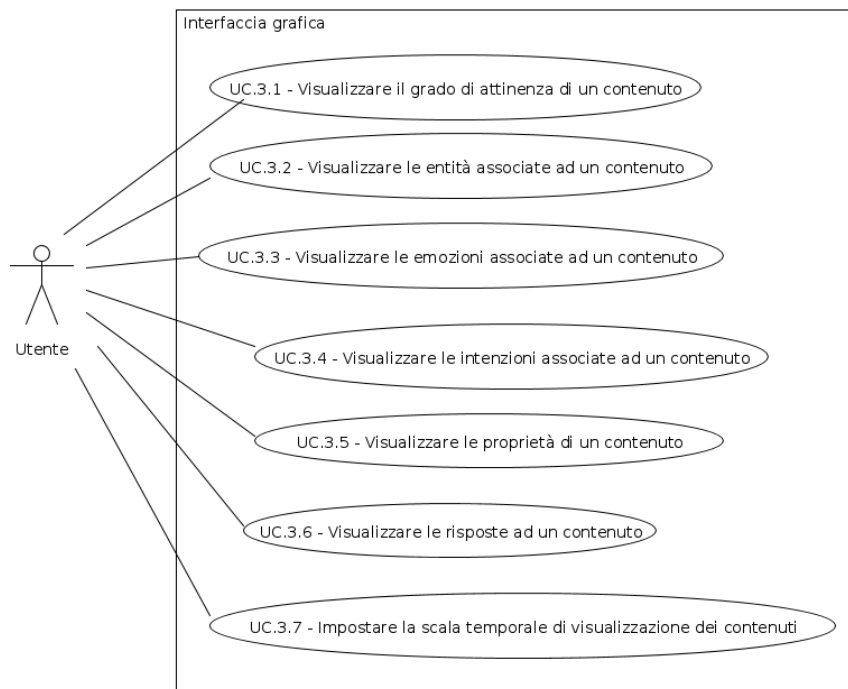 Interfaccia grafica
UC.3.1 - Visualizzare il grado di attinenza di un contenuto
UC.3.2 - Visualizzare le entità associate ad un contenuto
UC.3.3 - Visualizzare le emozioni associate ad un contenuto
Utente
UC.3.4 - Visualizzare le intenzioni associate ad un contenuto
UC.3.5 - Visualizzare le proprietà di un contenuto
UC.3.6 - Visualizzare le risposte ad un contenuto
UC.3.7 - Impostare la scala temporale di visualizzazione dei contenuti